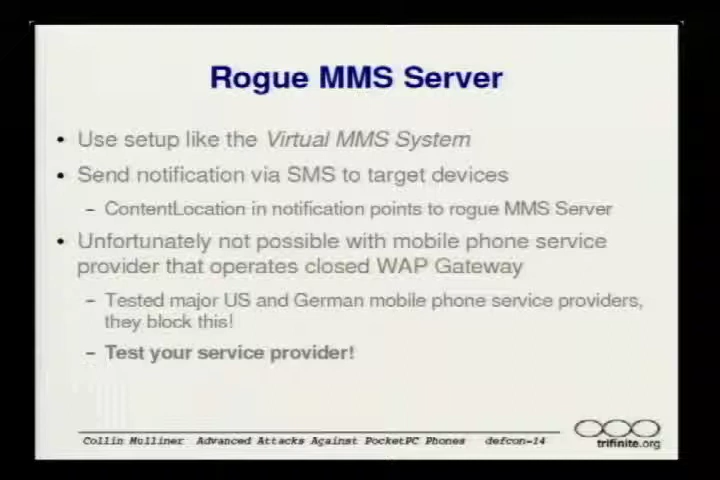 Rogue MMS Server
• Use setup like the Virtual MMS System
• Send notification via SMS to target devices
– ContentLocation in notification points to rogue MMS Server
• Unfortunately not possible with mobile phone service
provider that operates closed WAP Gateway
– Tested major US and German mobile phone service providers,
they block this!
– Test your service provider!
Collin Mulliner Advanced Attacks Against PocketPC Phones defcon-14
trifinite.org